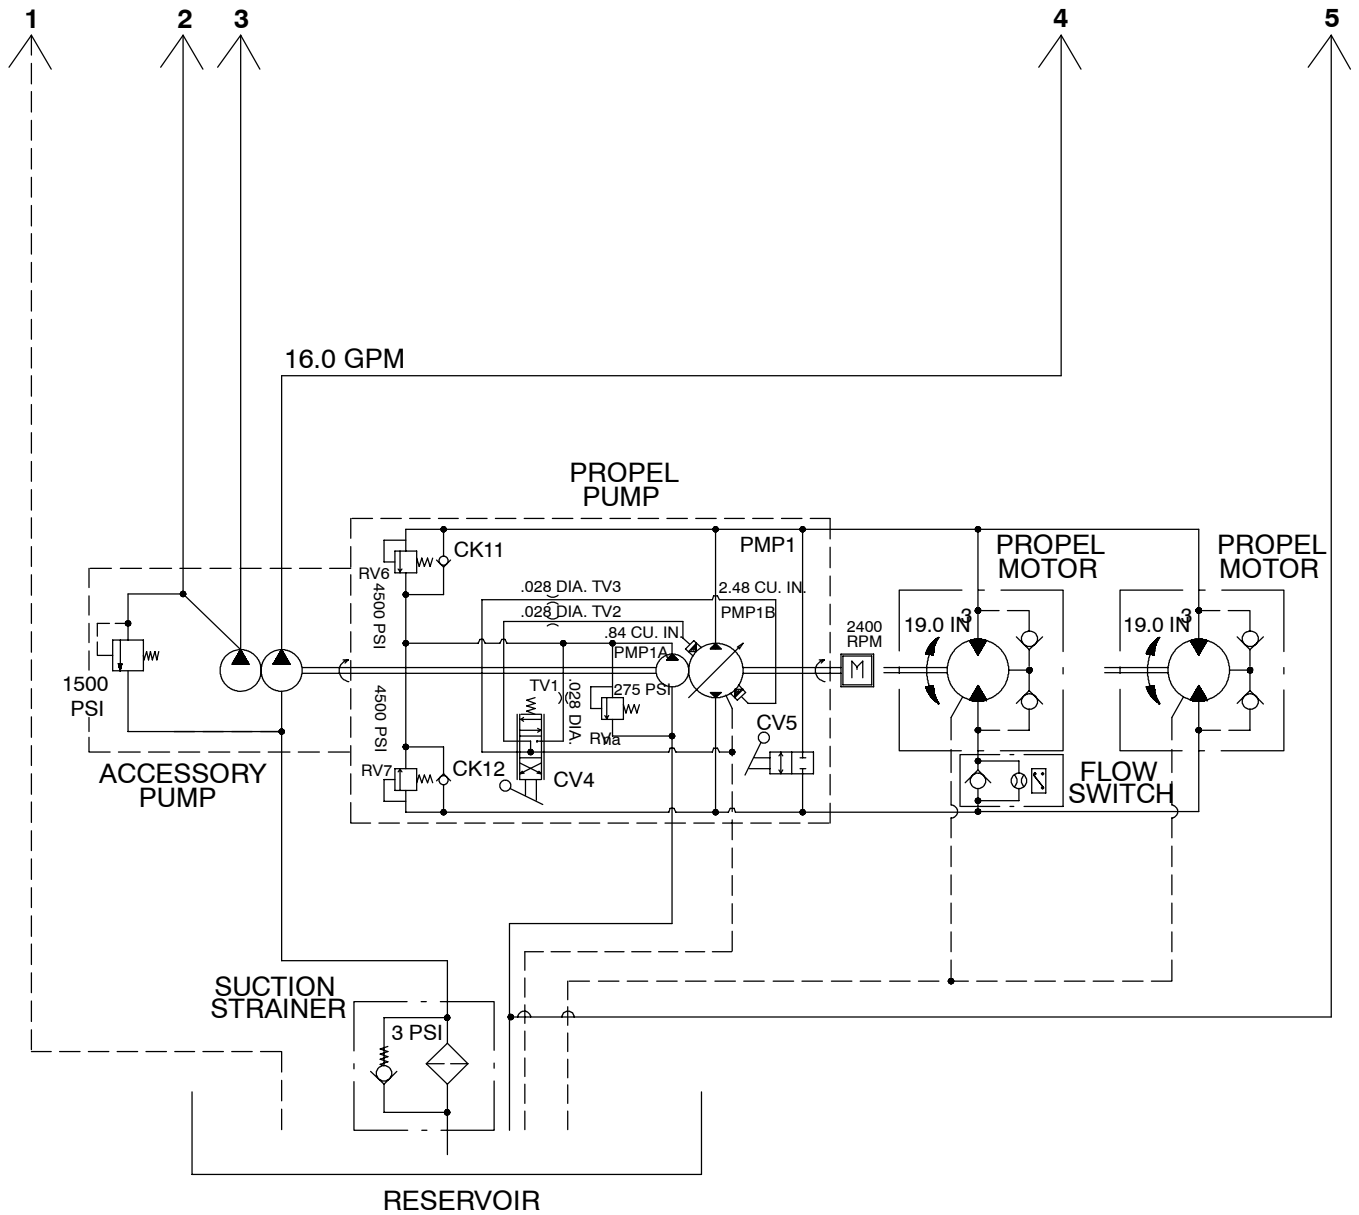 1
2
3
4
5
16.0 GPM
PROPEL
PUMP
CK11
RV6
4500 PSI
PMP1
.028 DIA. TV3
2.48 CU. IN.
.028 DIA. TV2
PMP1B
.84 CU. IN.
PMP1A
2400
RPM
M
PROPEL
MOTOR
19.0 IN3
PROPEL
MOTOR
19.0 IN3
1500
PSI
4500 PSI
TV1
.028 DIA.
275 PSI
RVa
CV5
RV7
CK12
CV4
ACCESSORY
PUMP
FLOW
SWITCH
SUCTION
STRAINER
3 PSI
RESERVOIR